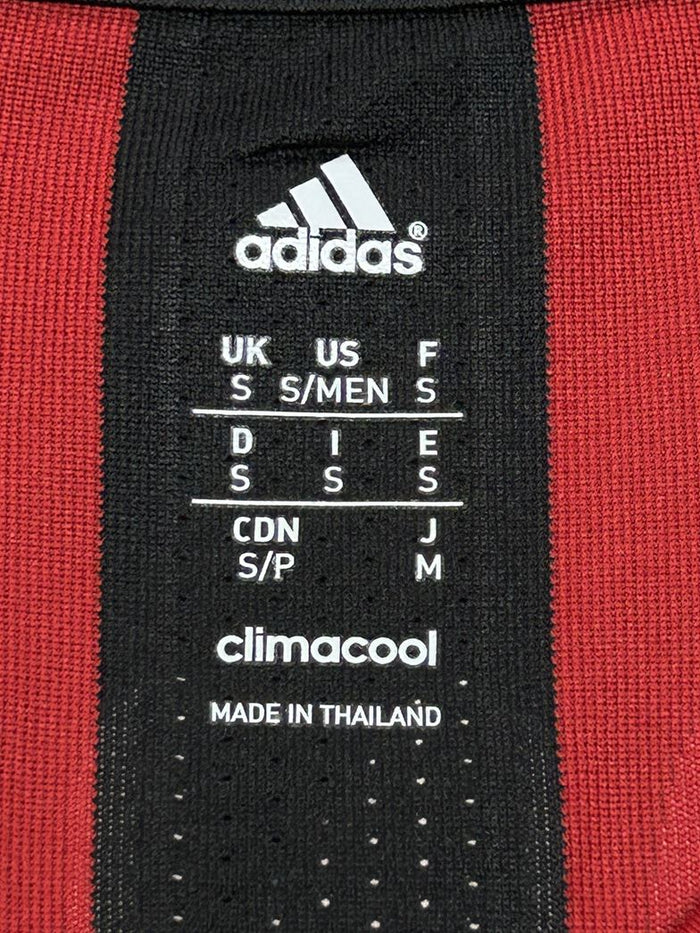 adidas®
UK US F
S S/MEN S
D I E
S S S
CDN J
S/P M
climacool
MADE IN THAILAND